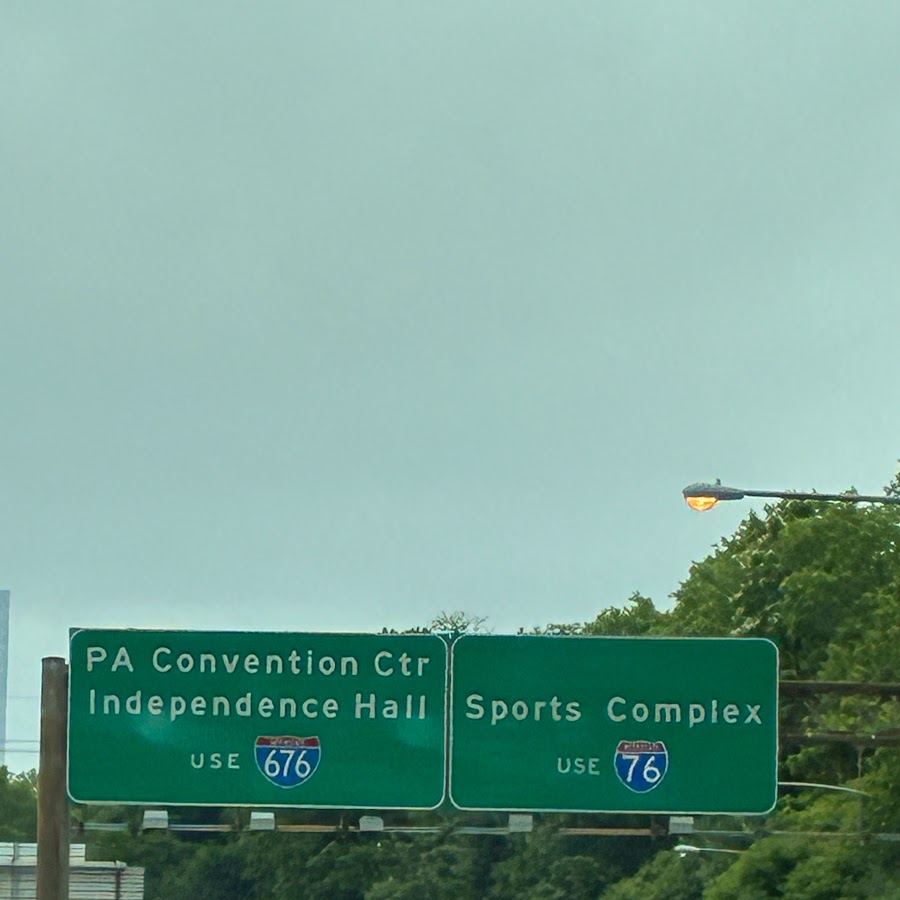 PA Convention Ctr
Independence Hall
USE 676
Sports Complex
USE 76